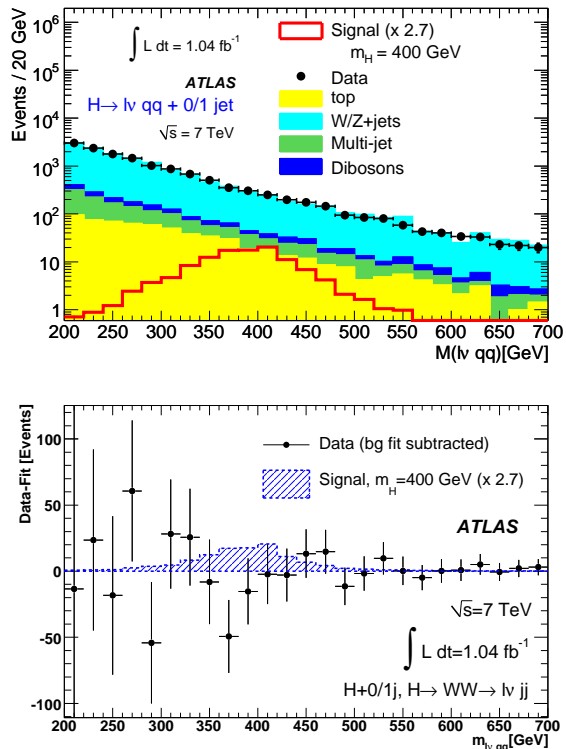 Events / 20 GeV
10⁶
10⁵
10⁴
10³
10²
10
1
∫ L dt = 1.04 fb⁻¹
ATLAS
H→ lν qq + 0/1 jet
√s = 7 TeV
Signal (x 2.7)
m_H = 400 GeV
Data
top
W/Z+jets
Multi-jet
Dibosons
200 250 300 350 400 450 500 550 600 650 700
M(lν qq)[GeV]
Data-Fit [Events]
100
50
0
-50
-100
Data (bg fit subtracted)
Signal, m_H=400 GeV (x 2.7)
ATLAS
√s=7 TeV
∫ L dt=1.04 fb⁻¹
H+0/1j, H→ WW→ lν jj
200 250 300 350 400 450 500 550 600 650 700
m_lν qq[GeV]